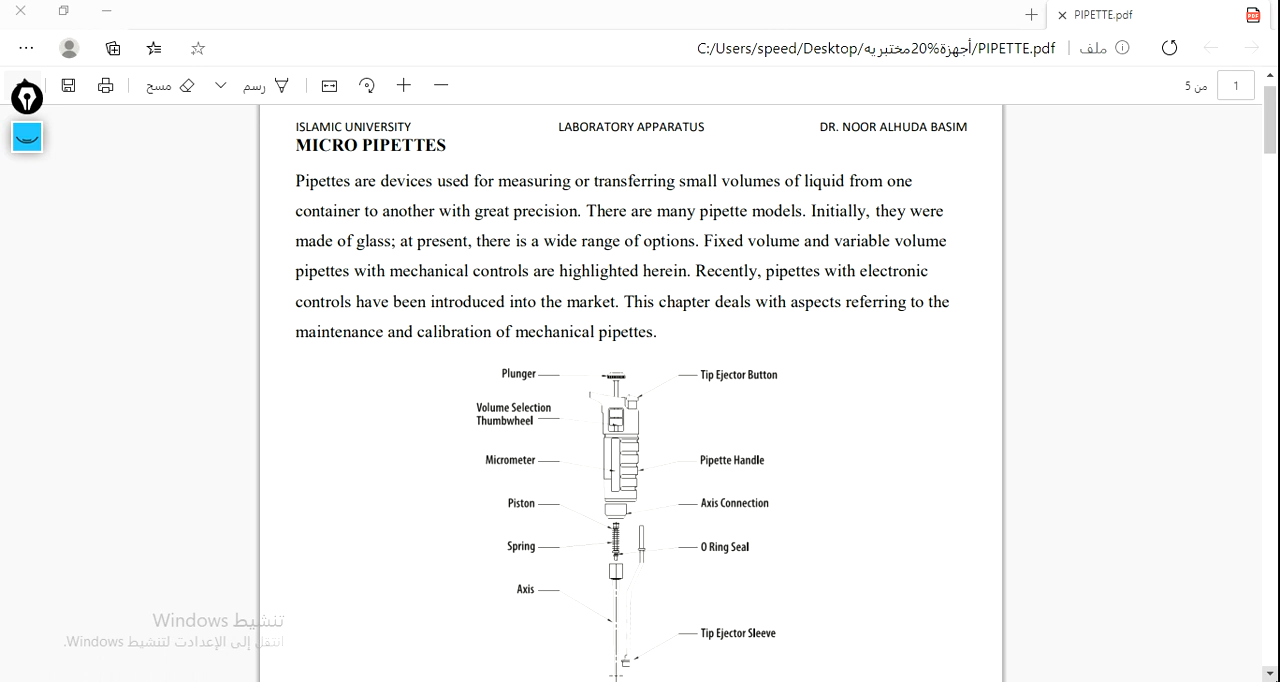 PIPETTE.pdf
C:/Users/speed/Desktop/أجهزة%20مختبريه/PIPETTE.pdf
ملف
مسح
رسم
من 5
1
ISLAMIC UNIVERSITY LABORATORY APPARATUS DR. NOOR ALHUDA BASIM
MICRO PIPETTES
Pipettes are devices used for measuring or transferring small volumes of liquid from one
container to another with great precision. There are many pipette models. Initially, they were
made of glass; at present, there is a wide range of options. Fixed volume and variable volume
pipettes with mechanical controls are highlighted herein. Recently, pipettes with electronic
controls have been introduced into the market. This chapter deals with aspects referring to the
maintenance and calibration of mechanical pipettes.
Plunger
Tip Ejector Button
Volume Selection
Thumbwheel
Micrometer
Pipette Handle
Piston
Axis Connection
Spring
O Ring Seal
Axis
Tip Ejector Sleeve
تنشيط Windows
انتقل إلى الإعدادت لتنشيط Windows.